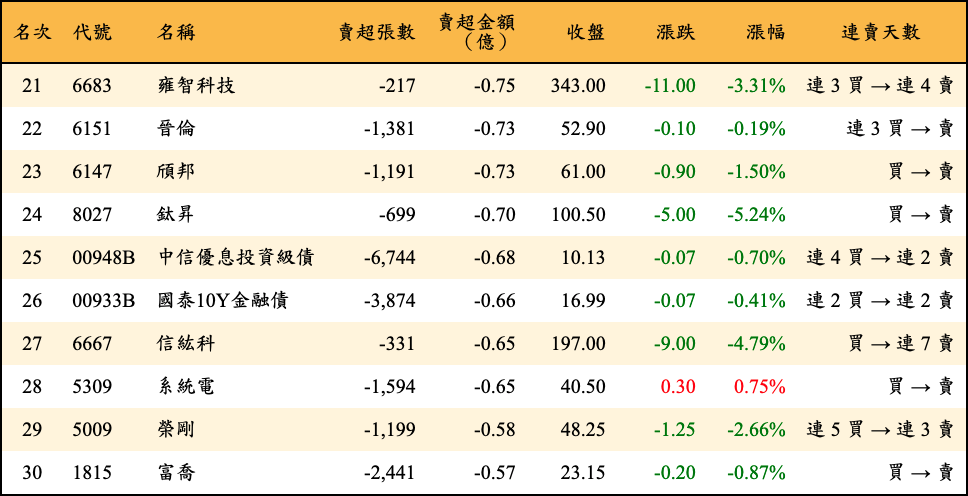 名次 代號 名稱 賣超張數 賣超金額（億） 收盤 漲跌 漲幅 連賣天數
21 6683 雍智科技 -217 -0.75 343.00 -11.00 -3.31% 連 3 買 → 連 4 賣
22 6151 晉倫 -1,381 -0.73 52.90 -0.10 -0.19% 連 3 買 → 賣
23 6147 頎邦 -1,191 -0.73 61.00 -0.90 -1.50% 買 → 賣
24 8027 鈦昇 -699 -0.70 100.50 -5.00 -5.24% 買 → 賣
25 00948B 中信優息投資級債 -6,744 -0.68 10.13 -0.07 -0.70% 連 4 買 → 連 2 賣
26 00933B 國泰10Y金融債 -3,874 -0.66 16.99 -0.07 -0.41% 連 2 買 → 連 2 賣
27 6667 信紘科 -331 -0.65 197.00 -9.00 -4.79% 買 → 連 7 賣
28 5309 系統電 -1,594 -0.65 40.50 0.30 0.75% 買 → 賣
29 5009 榮剛 -1,199 -0.58 48.25 -1.25 -2.66% 連 5 買 → 連 3 賣
30 1815 富喬 -2,441 -0.57 23.15 -0.20 -0.87% 買 → 賣